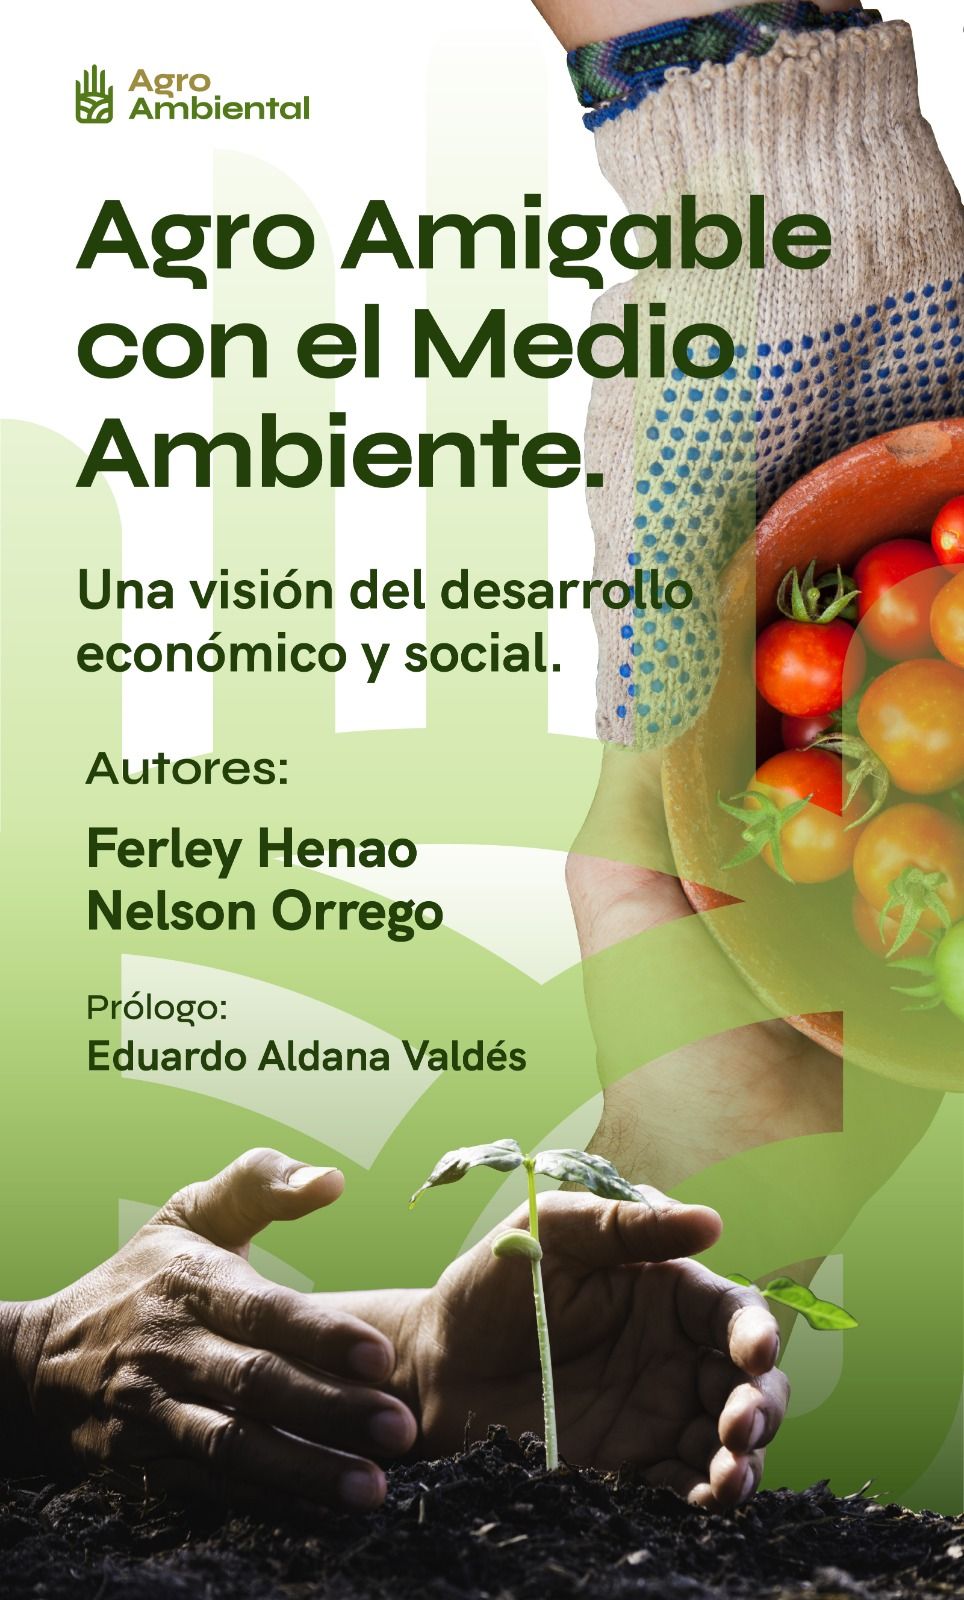 Agro
Ambiental
Agro Amigable
con el Medio
Ambiente.
Una visión del desarrollo
económico y social.
Autores:
Ferley Henao
Nelson Orrego
Prólogo:
Eduardo Aldana Valdés